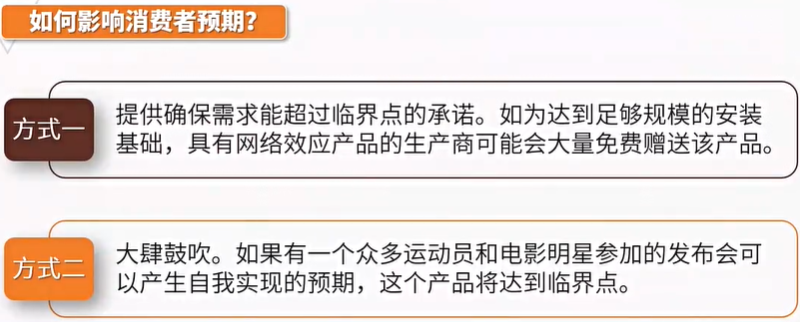 如何影响消费者预期?
方式一
提供确保需求能超过临界点的承诺。如为达到足够规模的安装
基础，具有网络效应产品的生产商可能会大量免费赠送该产品。
方式二
大肆鼓吹。如果有一个众多运动员和电影明星参加的发布会可
以产生自我实现的预期，这个产品将达到临界点。